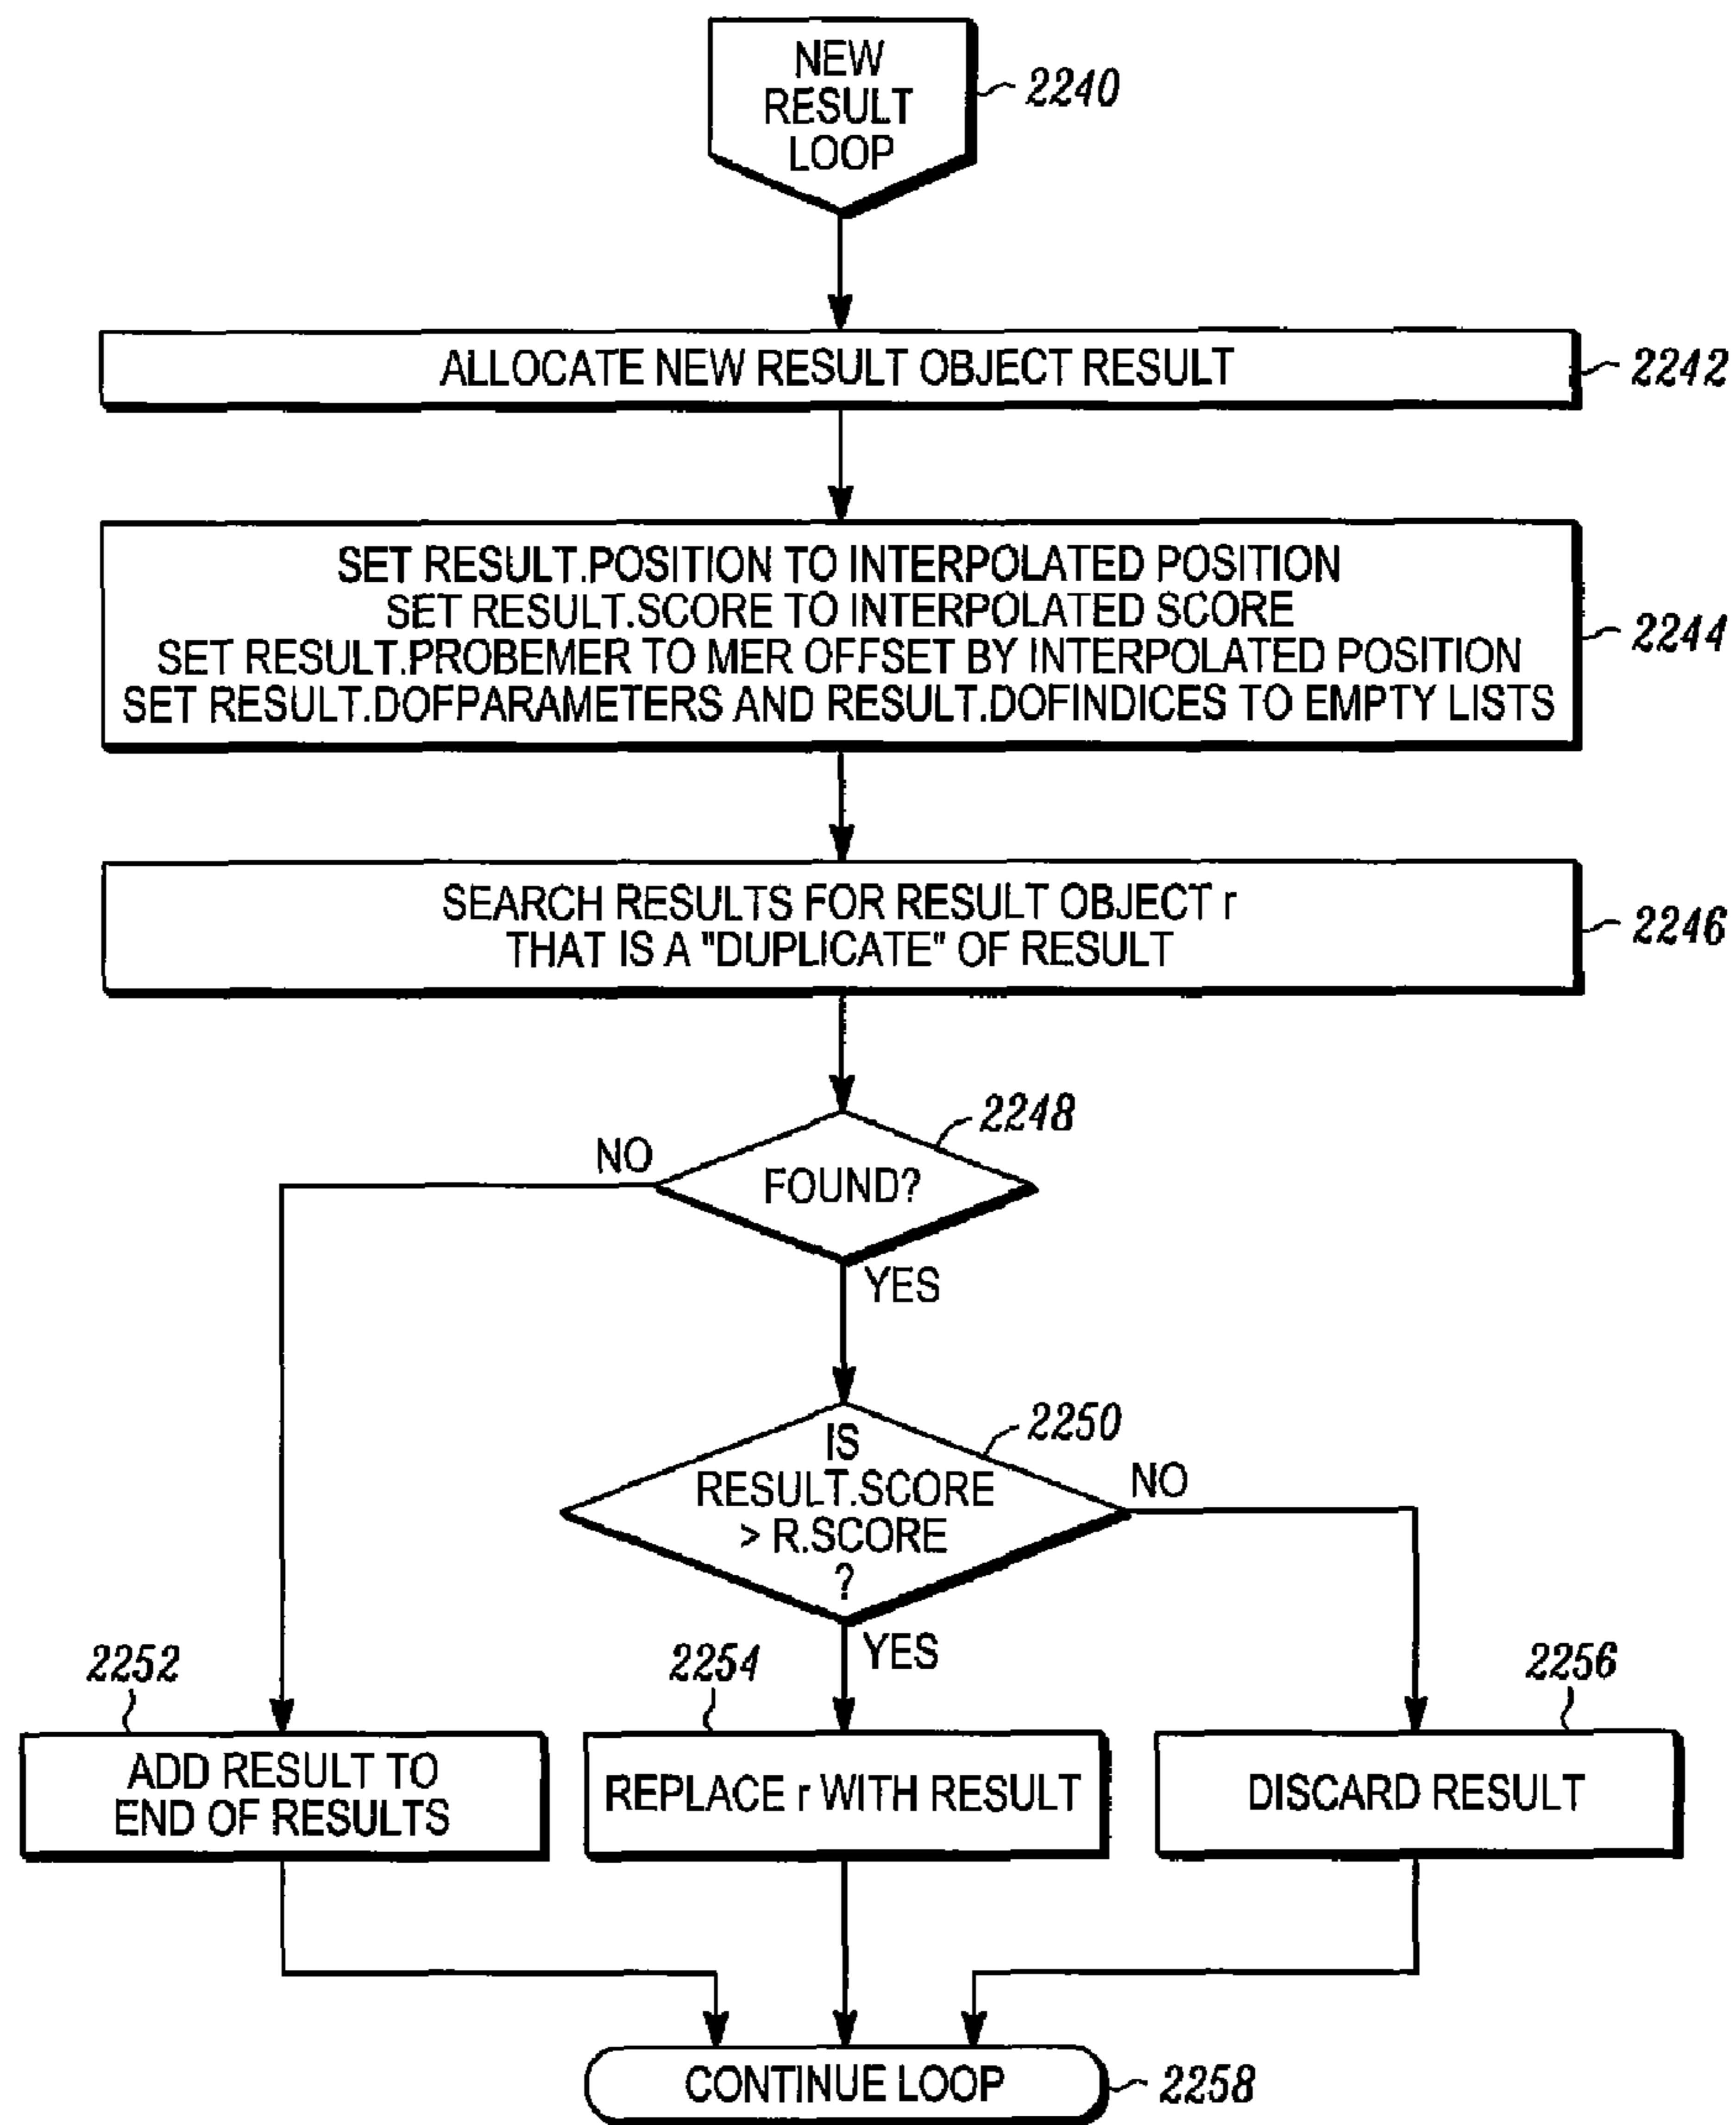 NEW
RESULT
LOOP
2240
ALLOCATE NEW RESULT OBJECT RESULT
2242
SET RESULT.POSITION TO INTERPOLATED POSITION
SET RESULT.SCORE TO INTERPOLATED SCORE
SET RESULT.PROBEMER TO MER OFFSET BY INTERPOLATED POSITION
SET RESULT.DOFPARAMETERS AND RESULT.DOFINDICES TO EMPTY LISTS
2244
SEARCH RESULTS FOR RESULT OBJECT r
THAT IS A "DUPLICATE" OF RESULT
2246
2248
NO
FOUND?
YES
2250
IS
RESULT.SCORE
> R.SCORE
?
NO
YES
2252
ADD RESULT TO
END OF RESULTS
2254
REPLACE r WITH RESULT
2256
DISCARD RESULT
CONTINUE LOOP
2258